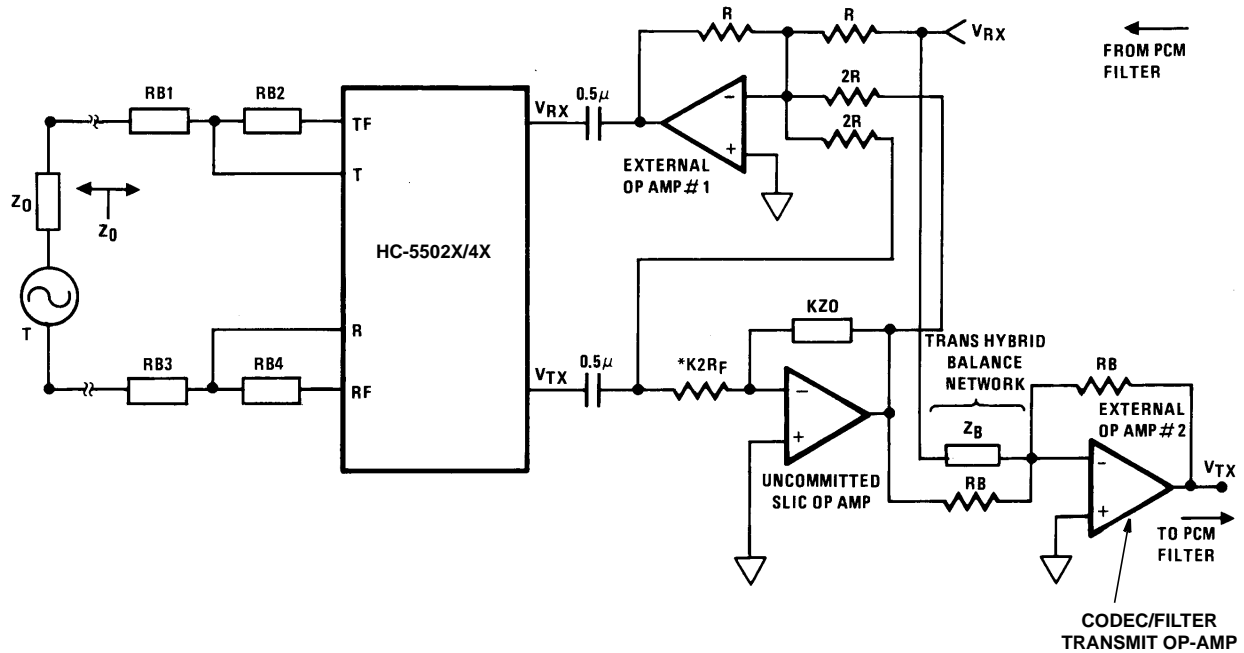 R
R
V_RX
FROM PCM
FILTER
RB1
RB2
0.5µ
V_RX
2R
2R
TF
T
−
+
EXTERNAL
OP AMP #1
Z_O
Z_0
HC-5502X/4X
KZ0
T
R
RB3
RB4
0.5µ
V_TX
RF
*K2R_F
−
+
UNCOMMITTED
SLIC OP AMP
TRANS HYBRID
BALANCE
NETWORK
RB
EXTERNAL
OP AMP #2
Z_B
RB
−
+
V_TX
TO PCM
FILTER
CODEC/FILTER
TRANSMIT OP-AMP